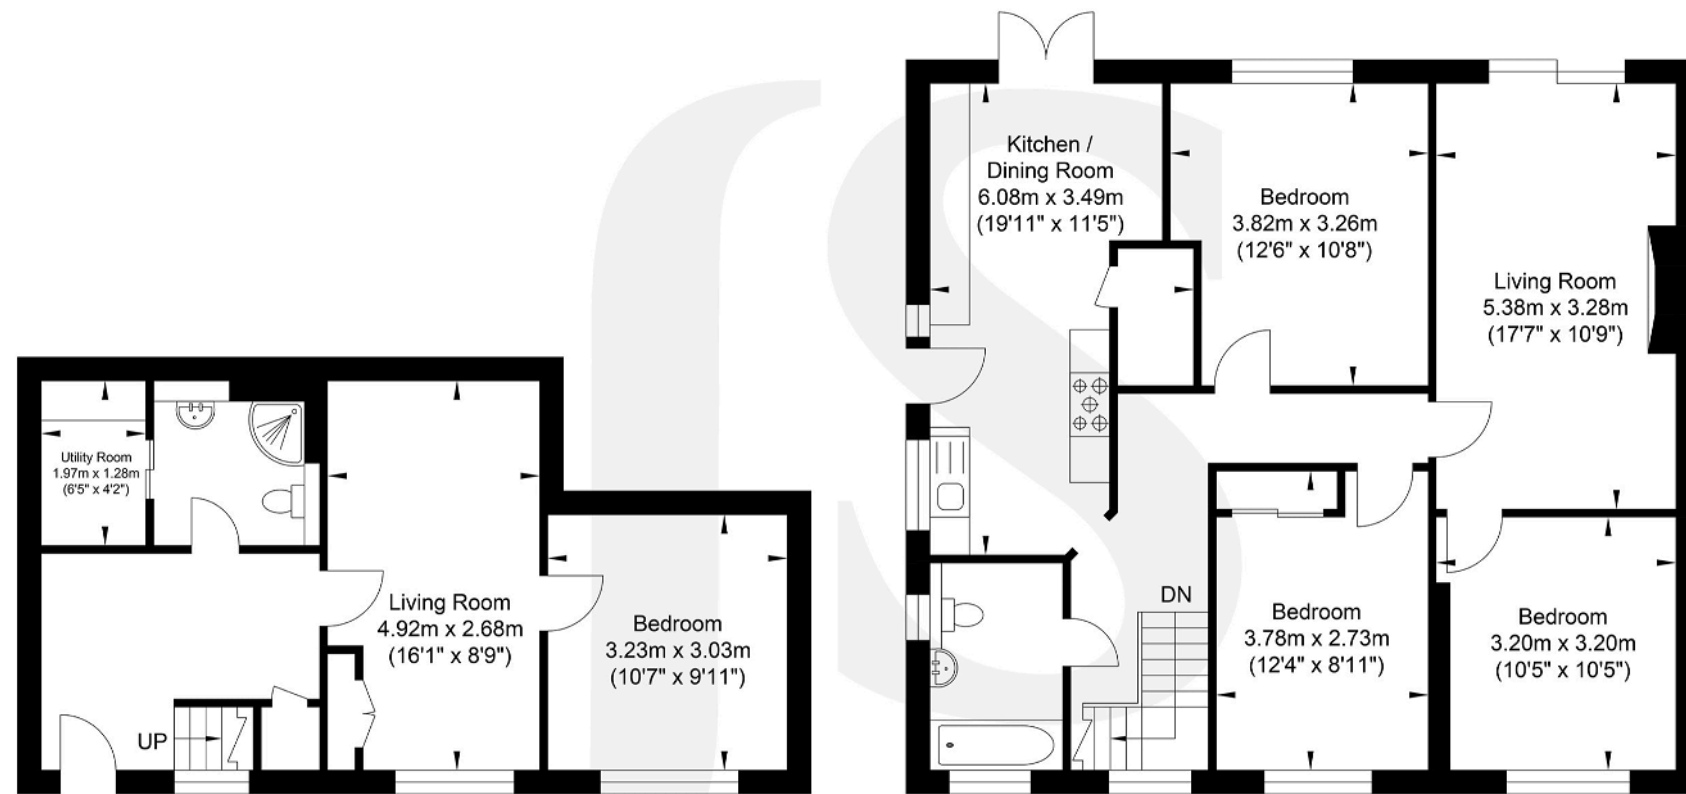 Utility Room
1.97m x 1.28m
(6'5" x 4'2")
UP
Living Room
4.92m x 2.68m
(16'1" x 8'9")
Bedroom
3.23m x 3.03m
(10'7" x 9'11")
Kitchen /
Dining Room
6.08m x 3.49m
(19'11" x 11'5")
Bedroom
3.82m x 3.26m
(12'6" x 10'8")
Living Room
5.38m x 3.28m
(17'7" x 10'9")
DN
Bedroom
3.78m x 2.73m
(12'4" x 8'11")
Bedroom
3.20m x 3.20m
(10'5" x 10'5")